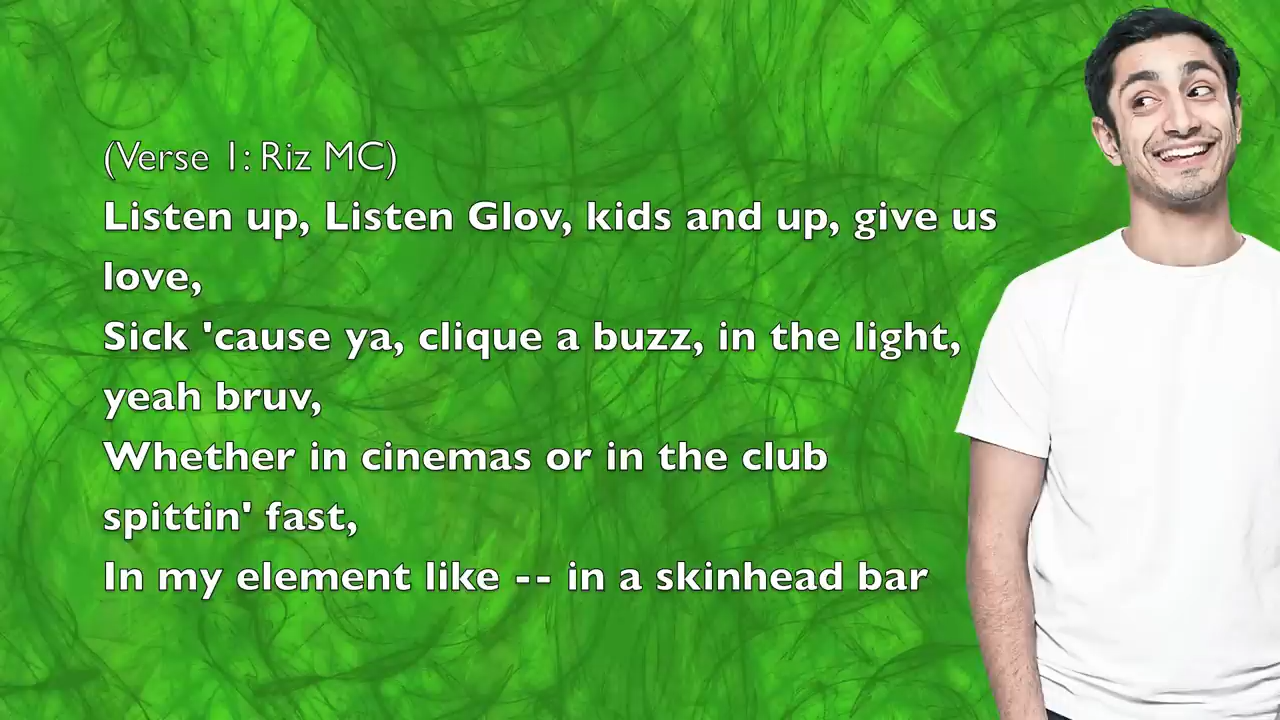 (Verse 1: Riz MC)
Listen up, Listen Glov, kids and up, give us
love,
Sick 'cause ya, clique a buzz, in the light,
yeah bruv,
Whether in cinemas or in the club
spittin' fast,
In my element like -- in a skinhead bar